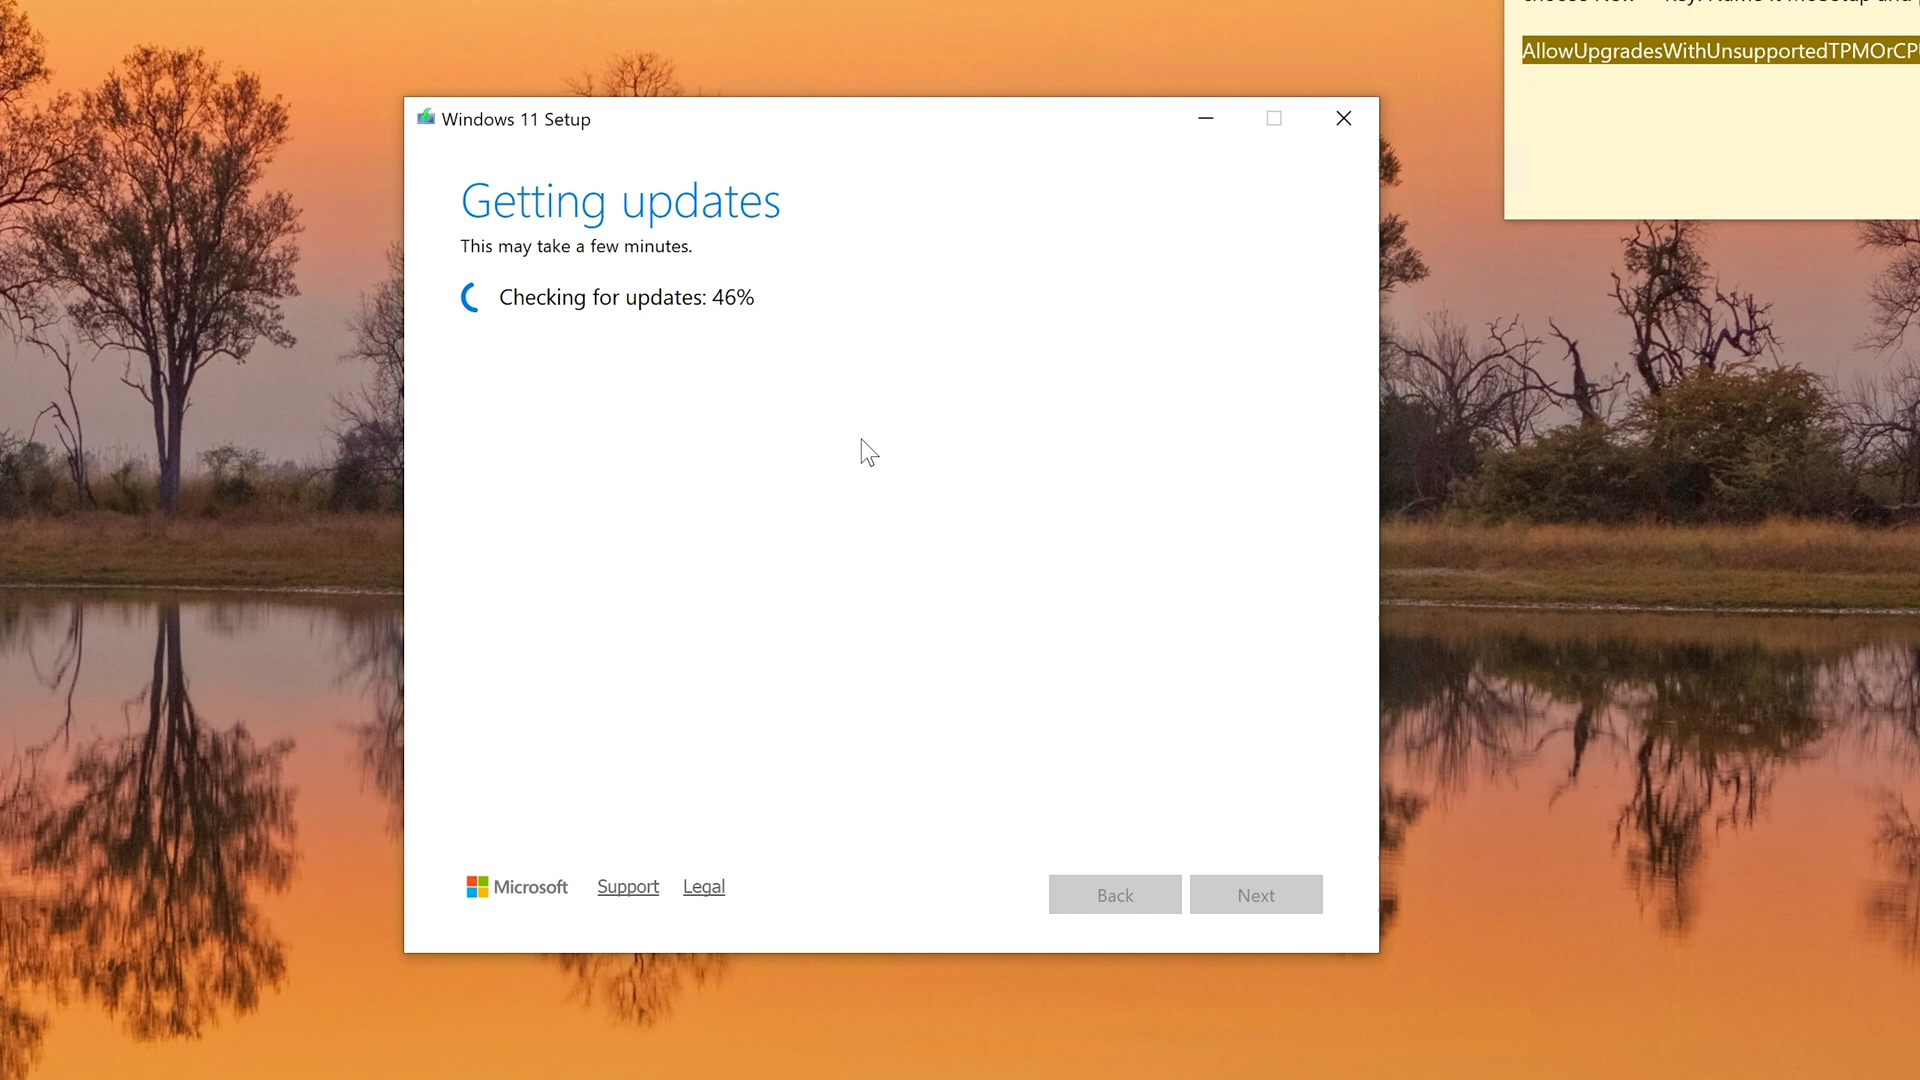 AllowUpgradesWithUnsupportedTPMOrCP
Windows 11 Setup
Getting updates
This may take a few minutes.
Checking for updates: 46%
Microsoft
Support
Legal
Back
Next